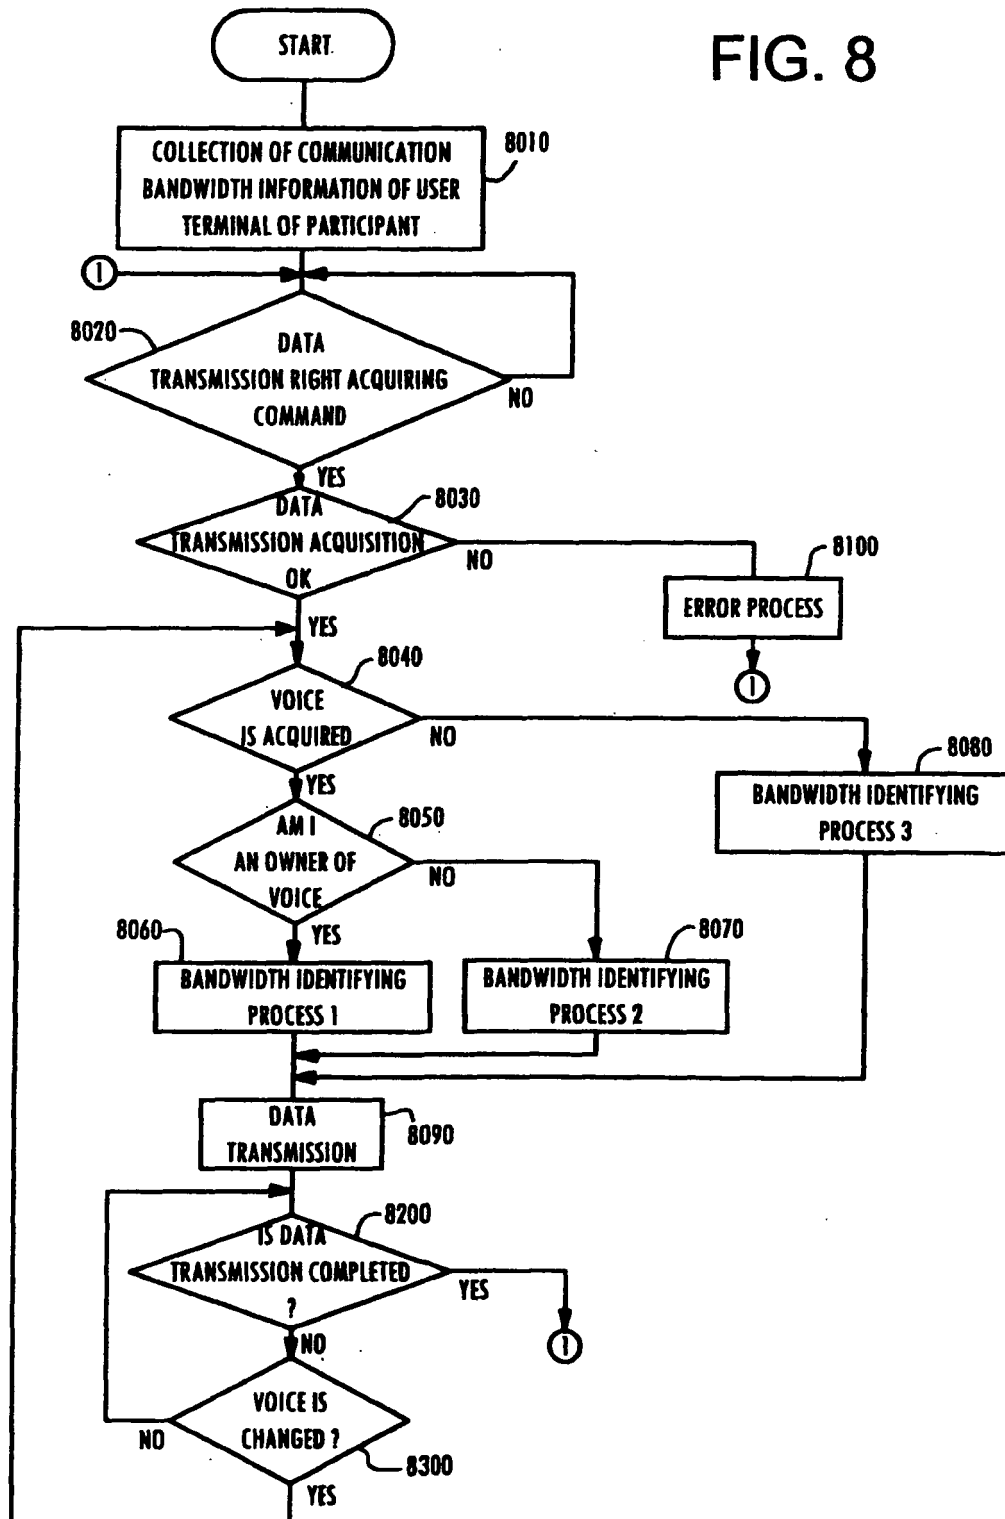 START
FIG. 8
COLLECTION OF COMMUNICATION
BANDWIDTH INFORMATION OF USER
TERMINAL OF PARTICIPANT
8010
1
8020
DATA
TRANSMISSION RIGHT ACQUIRING
COMMAND
NO
YES
8030
DATA
TRANSMISSION ACQUISITION
OK
NO
8100
ERROR PROCESS
1
YES
8040
VOICE
IS ACQUIRED
NO
8080
BANDWIDTH IDENTIFYING
PROCESS 3
YES
8050
AM I
AN OWNER OF
VOICE
NO
YES
8060
BANDWIDTH IDENTIFYING
PROCESS 1
8070
BANDWIDTH IDENTIFYING
PROCESS 2
DATA
TRANSMISSION
8090
8200
IS DATA
TRANSMISSION COMPLETED
?
YES
1
NO
VOICE IS
CHANGED ?
NO
8300
YES